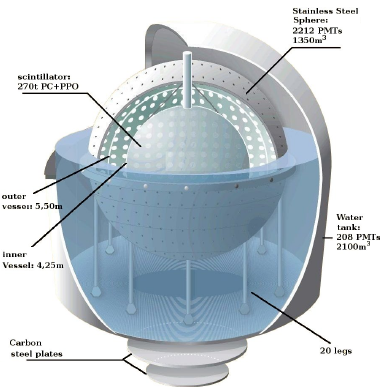 Stainless Steel
Sphere:
2212 PMTs
1350m³
scintillator:
270t PC+PPO
outer
vessel: 5,50m
inner
Vessel: 4,25m
Water
tank:
208 PMTs
2100m³
Carbon
steel plates
20 legs